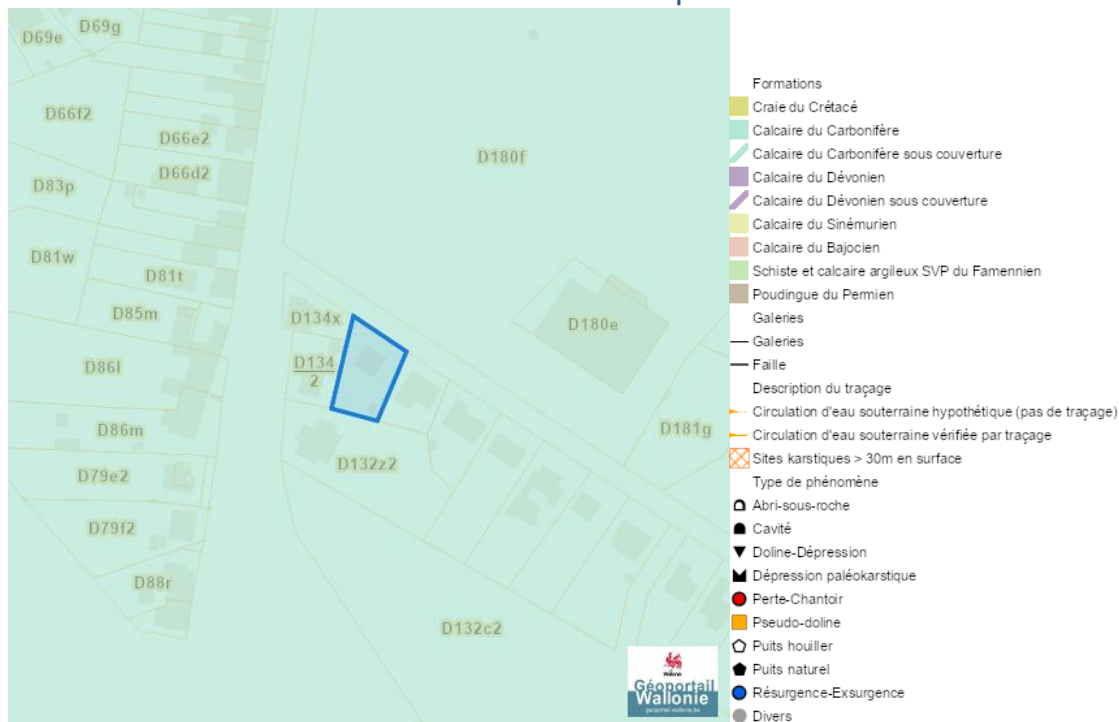 D69e
D69g
D66f2
D66e2
D180f
D83p
D66d2
D81w
D81t
D85m
D134x
D180e
D86l
D134
2
D86m
D181g
D79e2
D132z2
D79f2
D88r
D132c2
Wallonie
Géoportail
Wallonie
geoportail.wallonie.be
Formations
Craie du Crétacé
Calcaire du Carbonifère
Calcaire du Carbonifère sous couverture
Calcaire du Dévonien
Calcaire du Dévonien sous couverture
Calcaire du Sinémurien
Calcaire du Bajocien
Schiste et calcaire argileux SVP du Famennien
Poudingue du Permien
Galeries
Galeries
Faille
Description du traçage
Circulation d'eau souterraine hypothétique (pas de traçage)
Circulation d'eau souterraine vérifiée par traçage
Sites karstiques > 30m en surface
Type de phénomène
Abri-sous-roche
Cavité
Doline-Dépression
Dépression paléokarstique
Perte-Chantoir
Pseudo-doline
Puits houiller
Puits naturel
Résurgence-Exsurgence
Divers